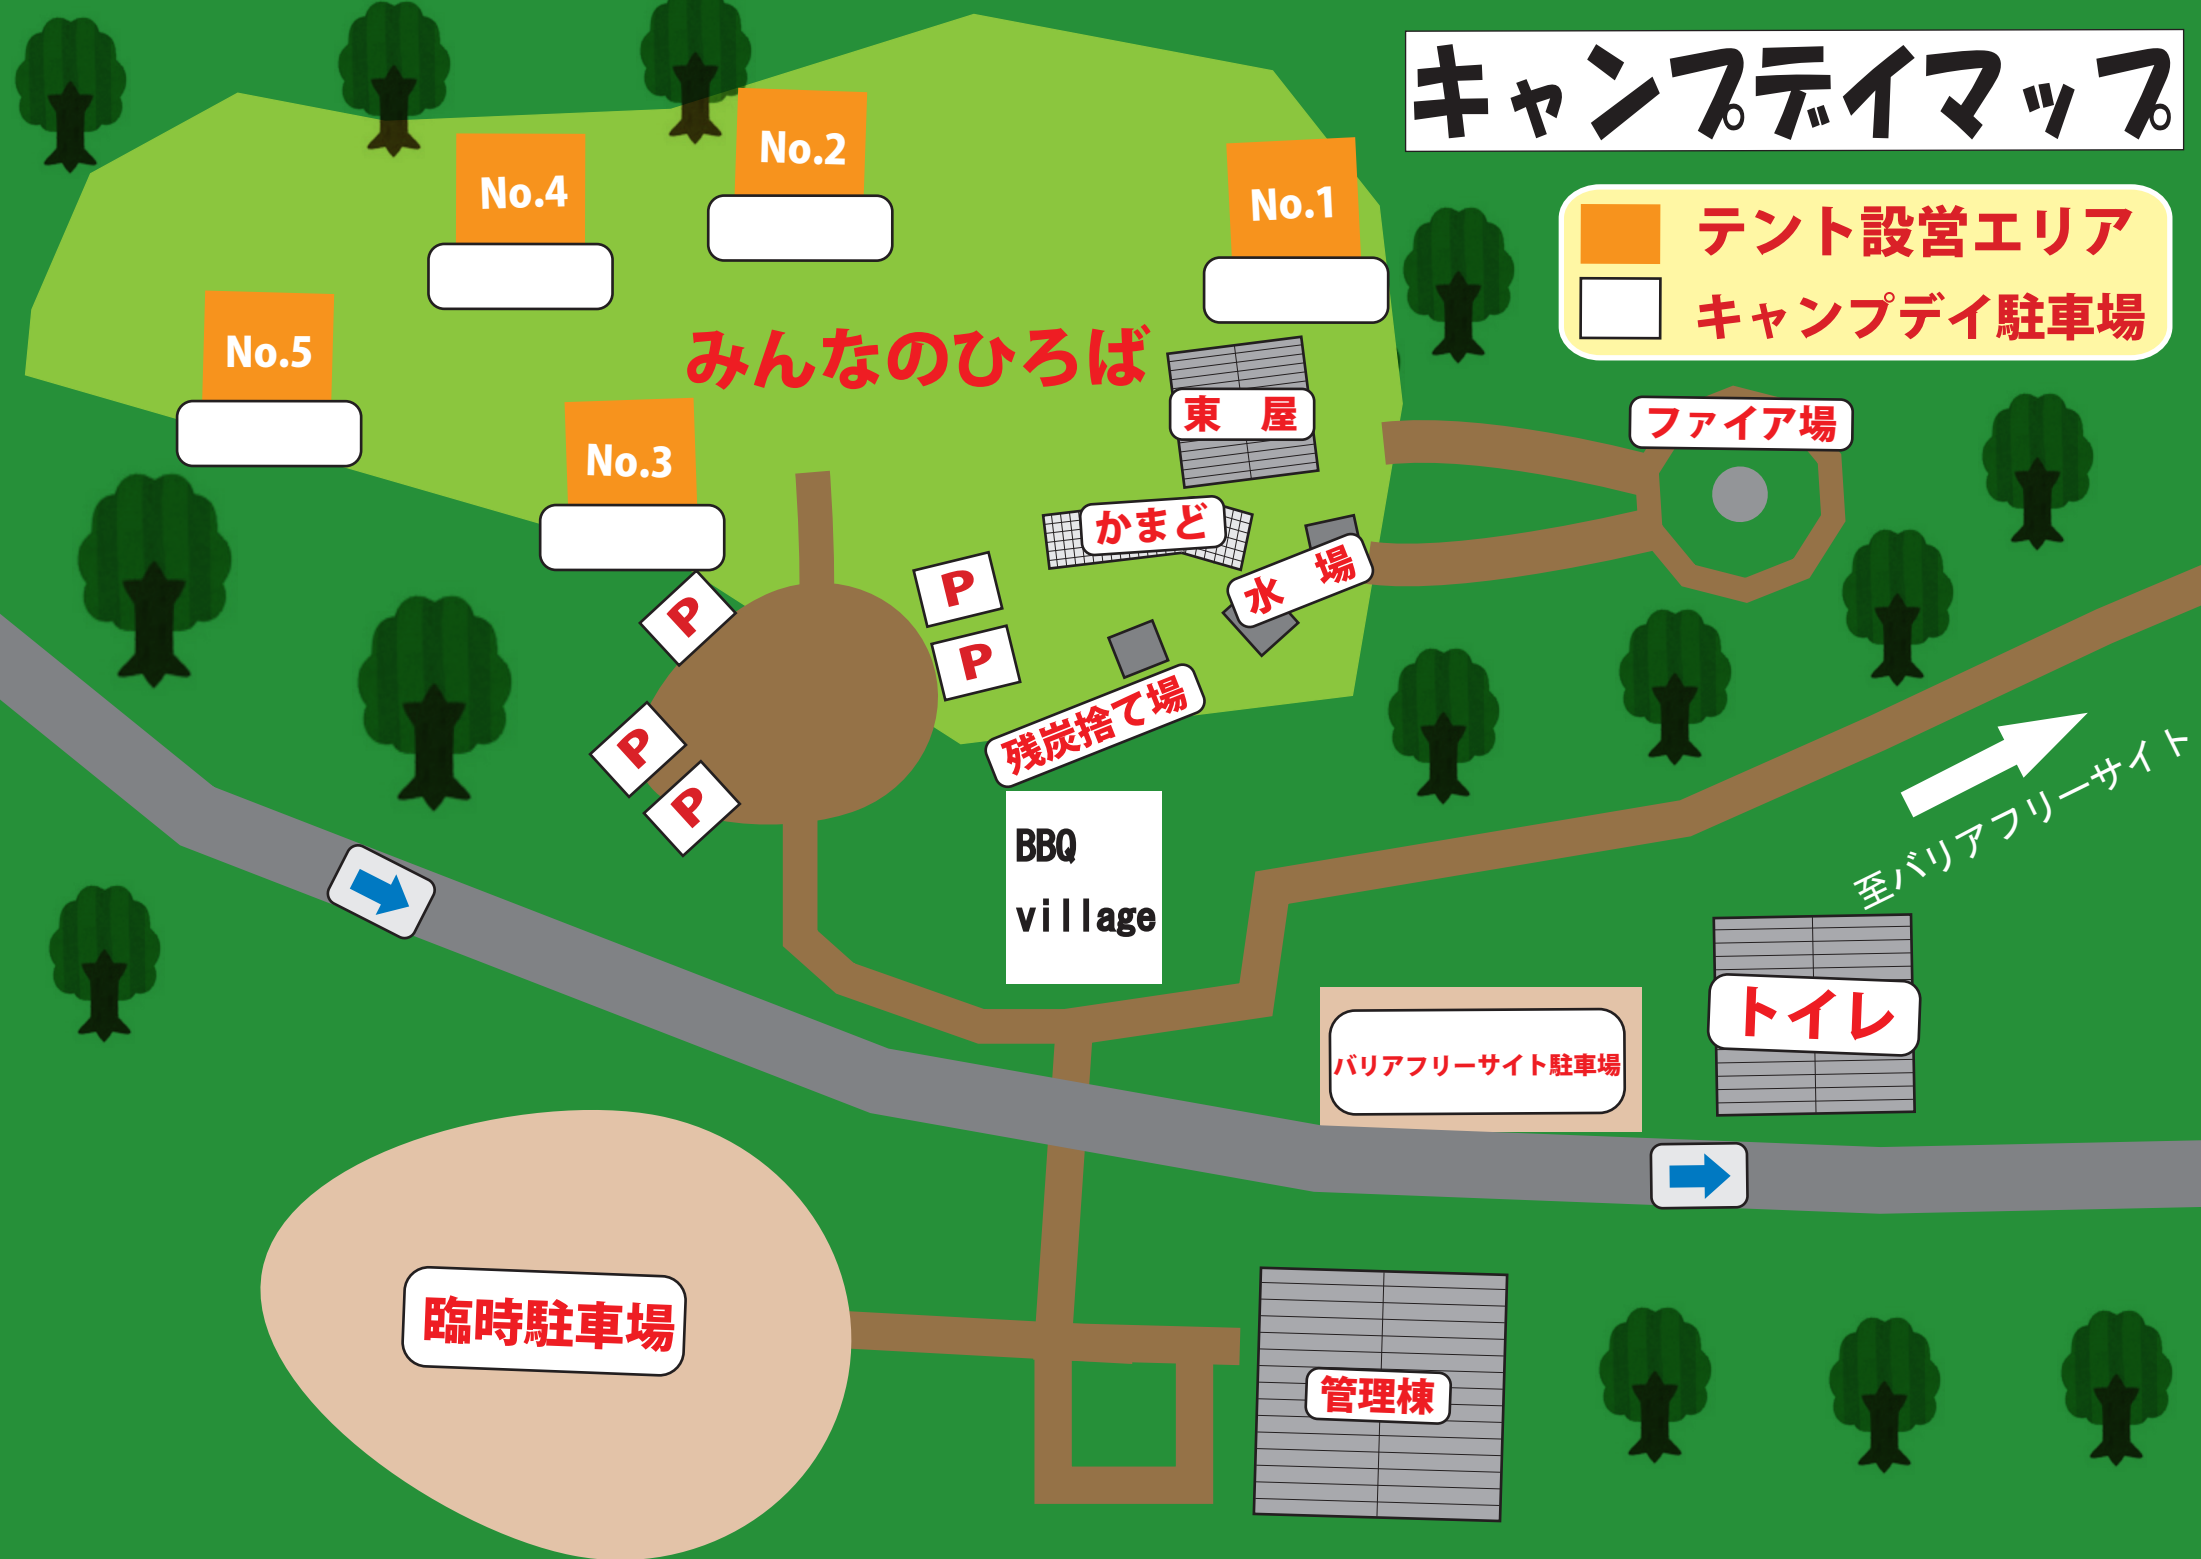 キャンプデイマップ
テント設営エリア
キャンプデイ駐車場
No.2
No.4
No.1
No.5
No.3
みんなのひろば
東　屋
ファイア場
かまど
水　場
P
P
P
P
P
残炭捨て場
BBQ
village
至バリアフリーサイト
トイレ
バリアフリーサイト駐車場
臨時駐車場
管理棟